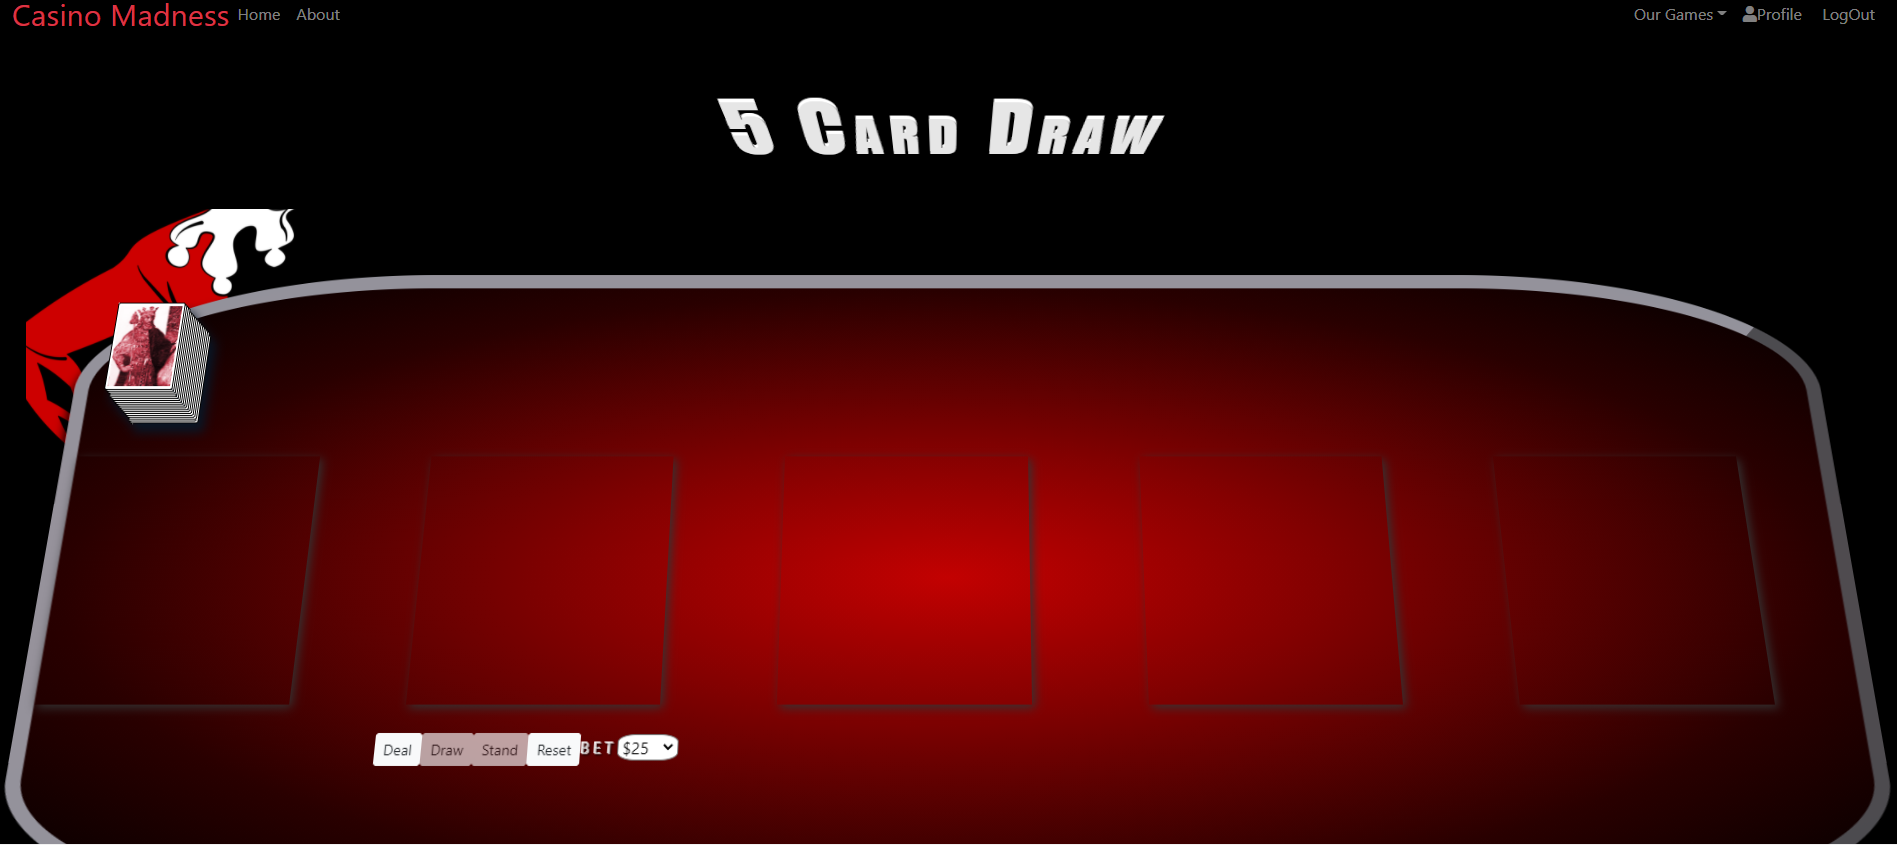 Casino Madness Home About Our Games Profile LogOut
5 Card Draw
Deal Draw Stand Reset BET $25